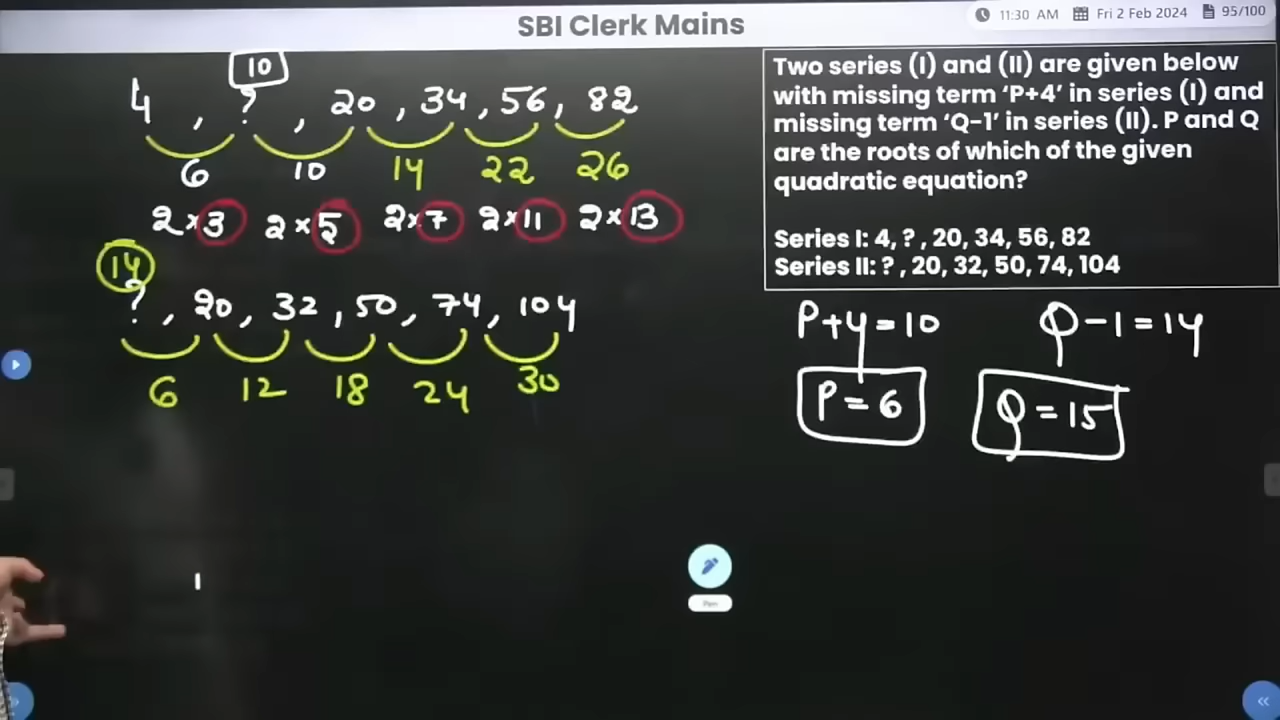 SBI Clerk Mains
11:30 AM Fri 2 Feb 2024 95/100
10
4, ?, 20, 34, 56, 82
6 10 14 22 26
2×3 2×5 2×7 2×11 2×13
14
?, 20, 32, 50, 74, 104
6 12 18 24 30
Two series (I) and (II) are given below
with missing term ‘P+4’ in series (I) and
missing term ‘Q-1’ in series (II). P and Q
are the roots of which of the given
quadratic equation?
Series I: 4, ? , 20, 34, 56, 82
Series II: ? , 20, 32, 50, 74, 104
P+4=10 Q-1=14
P=6 Q=15
Pen